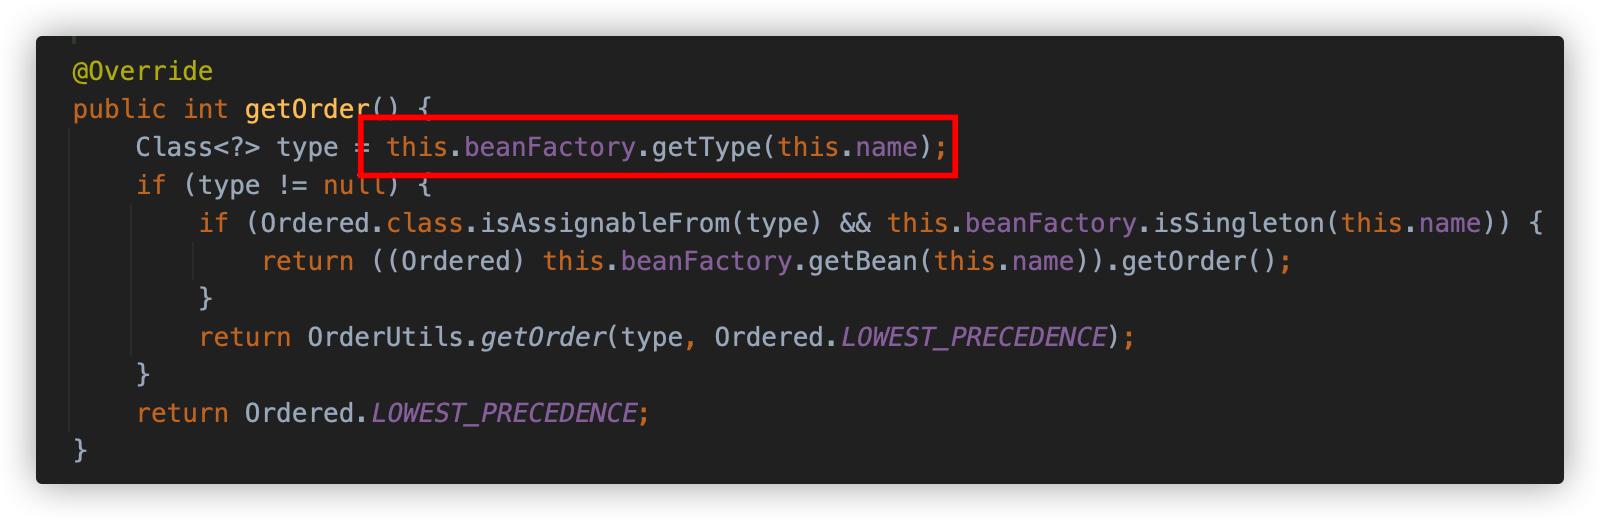 @Override
public int getOrder() {
    Class<?> type = this.beanFactory.getType(this.name);
    if (type != null) {
        if (Ordered.class.isAssignableFrom(type) && this.beanFactory.isSingleton(this.name)) {
            return ((Ordered) this.beanFactory.getBean(this.name)).getOrder();
        }
        return OrderUtils.getOrder(type, Ordered.LOWEST_PRECEDENCE);
    }
    return Ordered.LOWEST_PRECEDENCE;
}